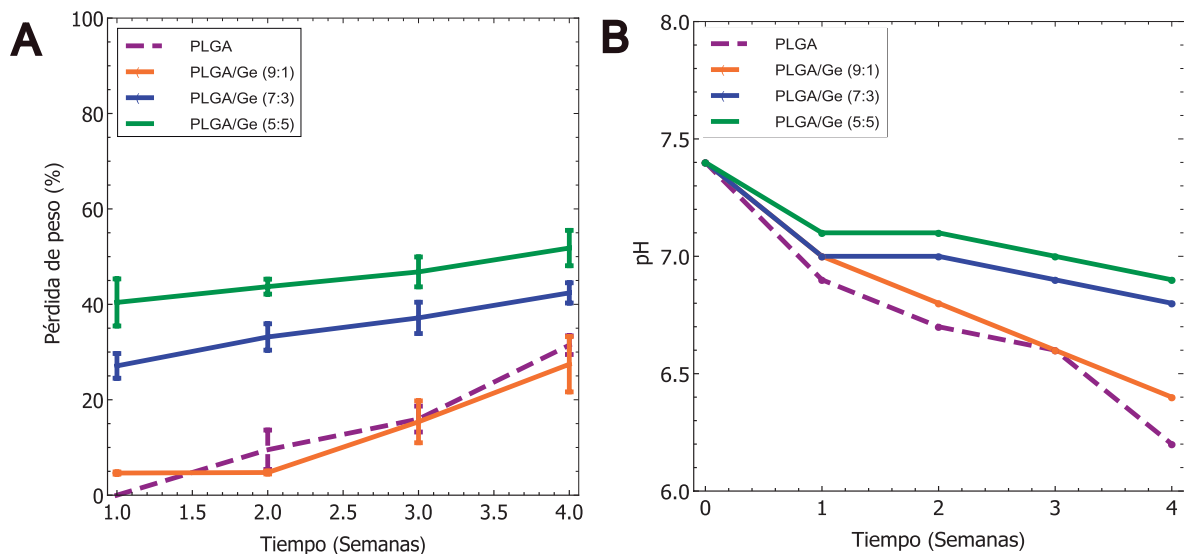 A
Pérdida de peso (%)
100
80
60
40
20
0
PLGA
PLGA/Ge (9:1)
PLGA/Ge (7:3)
PLGA/Ge (5:5)
1.0 1.5 2.0 2.5 3.0 3.5 4.0
Tiempo (Semanas)
B
pH
8.0
7.5
7.0
6.5
6.0
PLGA
PLGA/Ge (9:1)
PLGA/Ge (7:3)
PLGA/Ge (5:5)
0 1 2 3 4
Tiempo (Semanas)